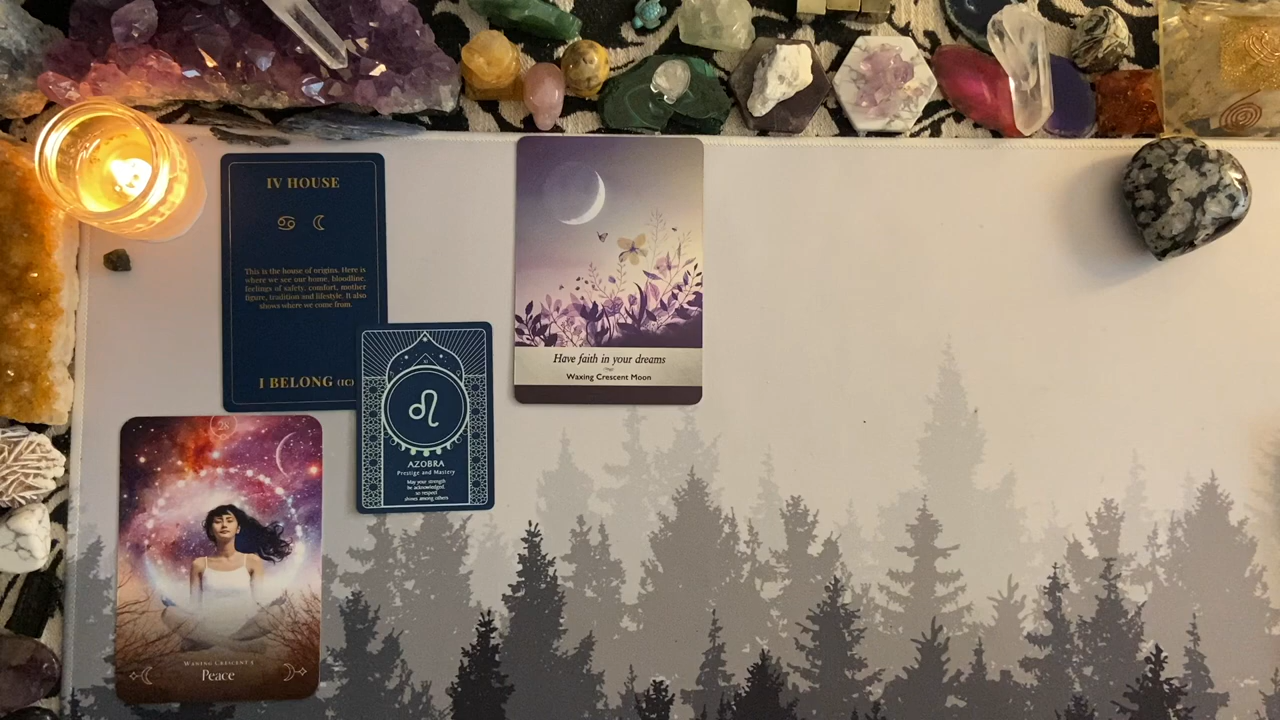 IV HOUSE
This is the house of origins. Here is
where we see our home, bloodline,
feelings of safety, comfort, mother
figure, tradition and lifestyle. It also
shows where we come from.
I BELONG (IC)
AZOBRA
Prestige and Mastery
May your strength
be acknowledged,
so respect
shows among others
Have faith in your dreams
Waxing Crescent Moon
28
Waning Crescent
Peace